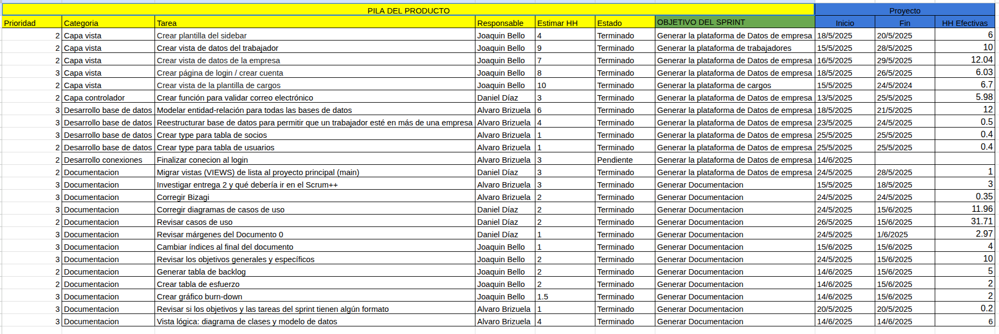 PILA DEL PRODUCTO Proyecto
Prioridad Categoria Tarea Responsable Estimar HH Estado OBJETIVO DEL SPRINT Inicio Fin HH Efectivas
2 Capa vista Crear plantilla del sidebar Joaquin Bello 4 Terminado Generar la plataforma de Datos de empresa 18/5/2025 20/5/2025 6
2 Capa vista Crear vista de datos del trabajador Joaquin Bello 9 Terminado Generar la plataforma de trabajadores 15/5/2025 28/5/2025 10
2 Capa vista Crear vista de datos de la empresa Joaquin Bello 7 Terminado Generar la plataforma de Datos de empresa 16/5/2025 29/5/2025 12.04
3 Capa vista Crear página de login / crear cuenta Joaquin Bello 8 Terminado Generar la plataforma de Datos de empresa 18/5/2025 26/5/2025 6.03
2 Capa vista Crear vista de la plantilla de cargos Joaquin Bello 10 Terminado Generar la plataforma de cargos 15/5/2025 24/5/2024 6.7
2 Capa controlador Crear función para validar correo electrónico Daniel Díaz 3 Terminado Generar la plataforma de Datos de empresa 13/5/2025 25/5/2025 5.98
3 Desarrollo base de datos Modelar entidad-relación para todas las bases de datos Alvaro Brizuela 6 Terminado Generar la plataforma de Datos de empresa 18/5/2025 21/5/2025 12
3 Desarrollo base de datos Reestructurar base de datos para permitir que un trabajador esté en más de una empresa Alvaro Brizuela 4 Terminado Generar la plataforma de Datos de empresa 23/5/2025 24/5/2025 0.5
3 Desarrollo base de datos Crear type para tabla de socios Alvaro Brizuela 1 Terminado Generar la plataforma de Datos de empresa 25/5/2025 25/5/2025 0.4
2 Desarrollo base de datos Crear type para tabla de usuarios Alvaro Brizuela 1 Terminado Generar la plataforma de Datos de empresa 25/5/2025 25/5/2025 0.4
2 Desarrollo conexiones Finalizar conecion al login Alvaro Brizuela 3 Pendiente Generar la plataforma de Datos de empresa 14/6/2025
2 Documentacion Migrar vistas (VIEWS) de lista al proyecto principal (main) Daniel Díaz 3 Terminado Generar la plataforma de Datos de empresa 24/5/2025 28/5/2025 1
3 Documentacion Investigar entrega 2 y qué debería ir en el Scrum++ Alvaro Brizuela 3 Terminado Generar Documentacion 15/5/2025 18/5/2025 3
3 Documentacion Corregir Bizagi Alvaro Brizuela 2 Terminado Generar Documentacion 24/5/2025 24/5/2025 0.35
3 Documentacion Corregir diagramas de casos de uso Daniel Díaz 2 Terminado Generar Documentacion 24/5/2025 15/6/2025 11.96
2 Documentacion Revisar casos de uso Daniel Díaz 2 Terminado Generar Documentacion 26/5/2025 15/6/2025 31.71
3 Documentacion Revisar márgenes del Documento 0 Daniel Díaz 1 Terminado Generar Documentacion 24/5/2025 1/6/2025 2.97
3 Documentacion Cambiar índices al final del documento Joaquin Bello 1 Terminado Generar Documentacion 15/6/2025 15/6/2025 4
3 Documentacion Revisar los objetivos generales y específicos Joaquin Bello 2 Terminado Generar Documentacion 24/5/2025 15/6/2025 10
2 Documentacion Generar tabla de backlog Joaquin Bello 2 Terminado Generar Documentacion 14/6/2025 15/6/2025 5
2 Documentacion Crear tabla de esfuerzo Joaquin Bello 2 Terminado Generar Documentacion 14/6/2025 15/6/2025 2
3 Documentacion Crear gráfico burn-down Joaquin Bello 1.5 Terminado Generar Documentacion 14/6/2025 15/6/2025 2
3 Documentacion Revisar si los objetivos y las tareas del sprint tienen algún formato Alvaro Brizuela 1 Terminado Generar Documentacion 20/5/2025 20/5/2025 0.2
3 Documentacion Vista lógica: diagrama de clases y modelo de datos Alvaro Brizuela 4 Terminado Generar Documentacion 14/6/2025 14/6/2025 6